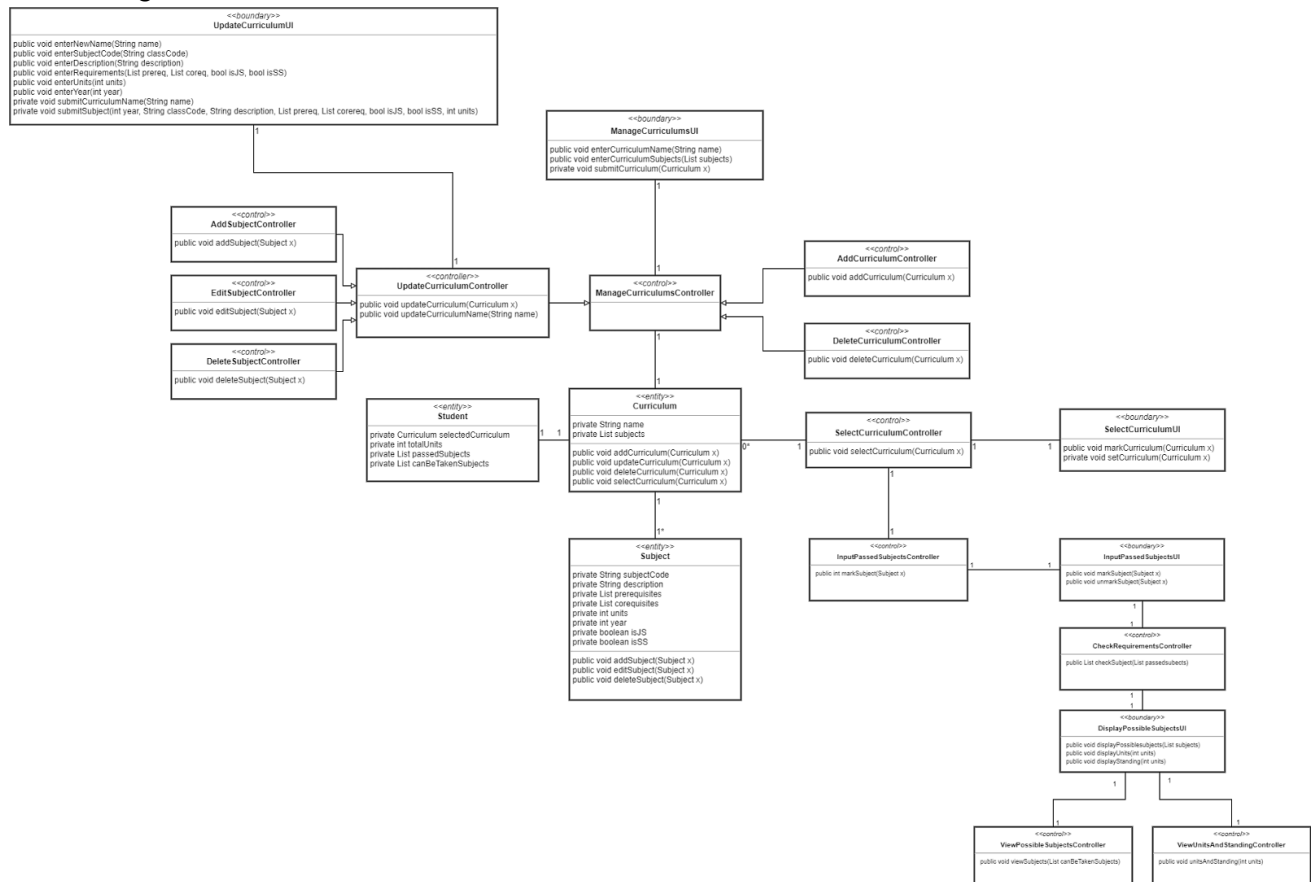 <<boundary>>
UpdateCurriculumUI
public void enterNewName(String name)
public void enterSubjectCode(String classCode)
public void enterDescription(String description)
public void enterRequirements(List prereq, List coreq, bool isJS, bool isSS)
public void enterUnits(int units)
public void enterYear(int year)
private void submitCurriculumName(String name)
private void submitSubject(int year, String classCode, String description, List prereq, List corereq, bool isJS, bool isSS, int units)
1
1
<<boundary>>
ManageCurriculumsUI
public void enterCurriculumName(String name)
public void enterCurriculumSubjects(List subjects)
private void submitCurriculum(Curriculum x)
1
1
<<control>>
AddSubjectController
public void addSubject(Subject x)
<<control>>
EditSubjectController
public void editSubject(Subject x)
<<control>>
DeleteSubjectController
public void deleteSubject(Subject x)
<<controller>>
UpdateCurriculumController
public void updateCurriculum(Curriculum x)
public void updateCurriculumName(String name)
<<control>>
ManageCurriculumsController
<<control>>
AddCurriculumController
public void addCurriculum(Curriculum x)
<<control>>
DeleteCurriculumController
public void deleteCurriculum(Curriculum x)
1
1
<<entity>>
Student
private Curriculum selectedCurriculum
private int totalUnits
private List passedSubjects
private List canBeTakenSubjects
1 1
<<entity>>
Curriculum
private String name
private List subjects
public void addCurriculum(Curriculum x)
public void updateCurriculum(Curriculum x)
public void deleteCurriculum(Curriculum x)
public void selectCurriculum(Curriculum x)
0* 1
<<control>>
SelectCurriculumController
public void selectCurriculum(Curriculum x)
1 1
<<boundary>>
SelectCurriculumUI
public void markCurriculum(Curriculum x)
private void setCurriculum(Curriculum x)
1
1*
<<entity>>
Subject
private String subjectCode
private String description
private List prerequisites
private List corequisites
private int units
private int year
private boolean isJS
private boolean isSS
public void addSubject(Subject x)
public void editSubject(Subject x)
public void deleteSubject(Subject x)
1
1
<<control>>
InputPassedSubjectsController
public int markSubject(Subject x)
1 1
<<boundary>>
InputPassedSubjectsUI
public void markSubject(Subject x)
public void unmarkSubject(Subject x)
1
1
<<control>>
CheckRequirementsController
public List checkSubject(List passedsubects)
1
1
<<boundary>>
DisplayPossibleSubjectsUI
public void displayPossiblesubjects(List subjects)
public void displayUnits(int units)
public void displayStanding(int units)
1 1
1 1
<<control>>
ViewPossibleSubjectsController
public void viewSubjects(List canBeTakenSubjects)
<<control>>
ViewUnitsAndStandingController
public void unitsAndStanding(int units)